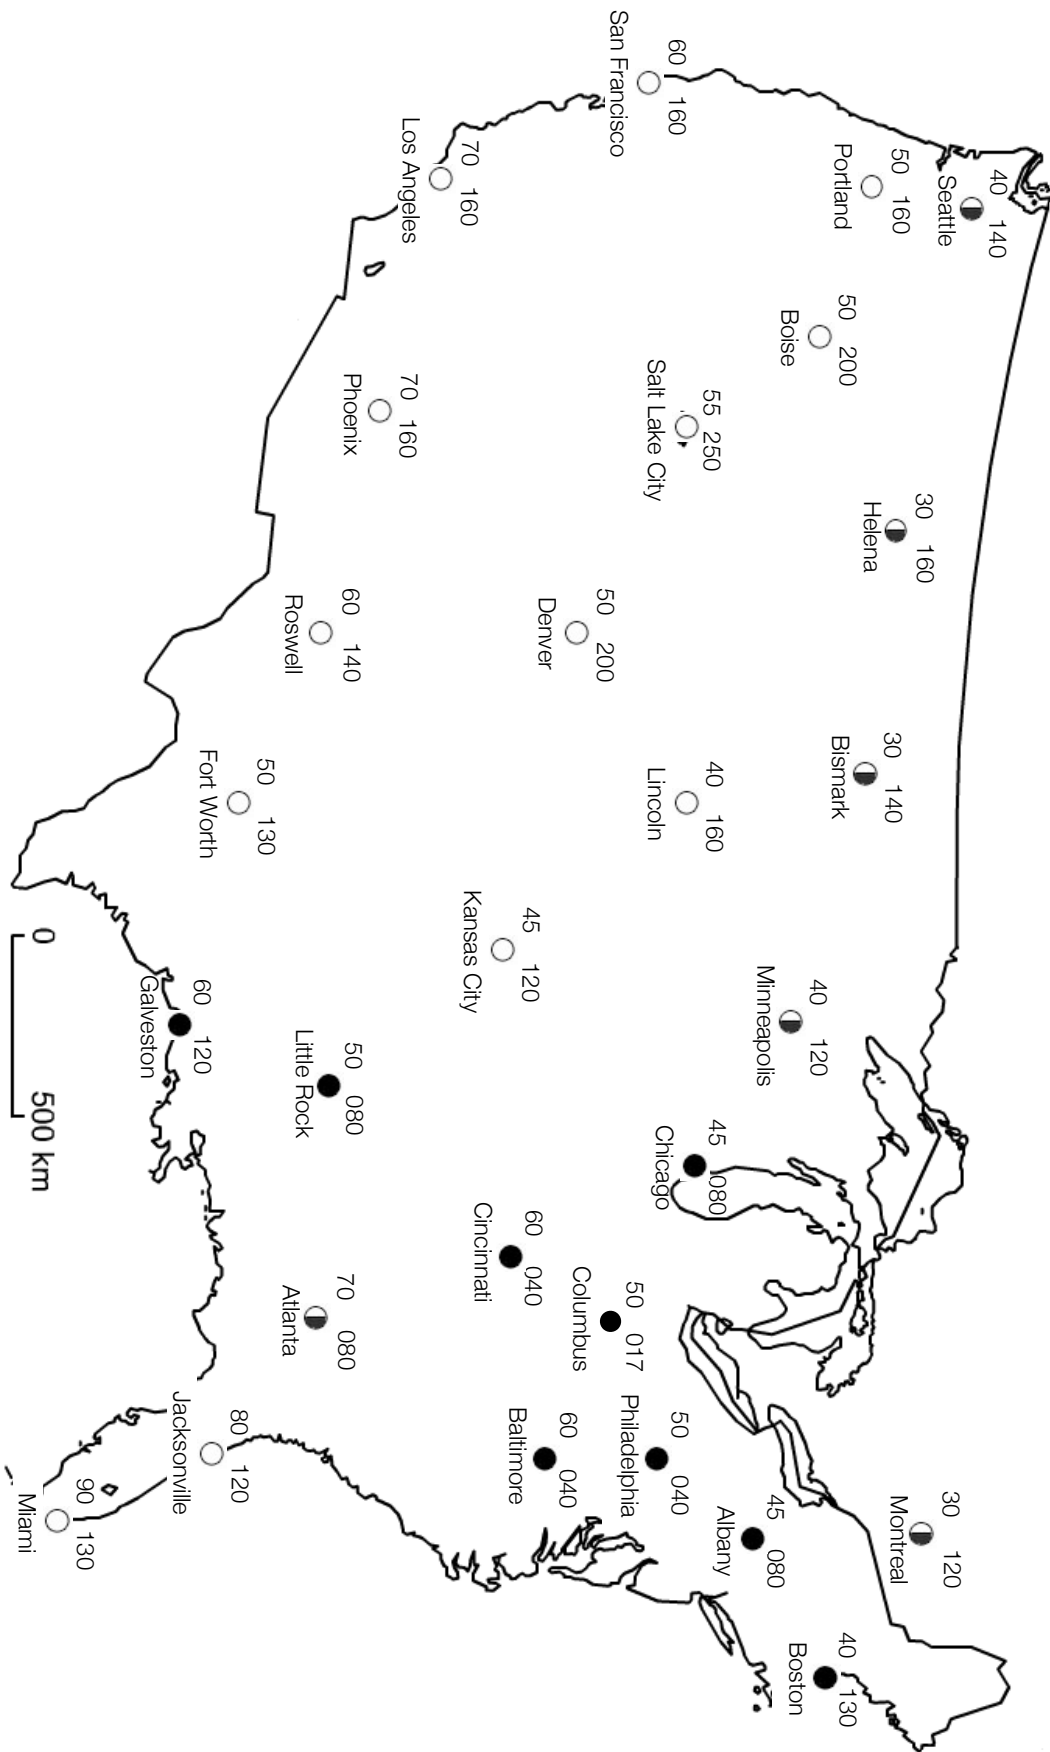 40 140
Seattle
50 160
Portland
30 160
Helena
30 140
Bismark
30 120
Montreal
50 200
Boise
40 120
Minneapolis
40 130
Boston
60 160
San Francisco
55 250
Salt Lake City
40 160
Lincoln
45 080
Chicago
45 080
Albany
50 040
Philadelphia
50 200
Denver
50 017
Columbus
45 120
Kansas City
60 040
Cincinnati
60 040
Baltimore
70 160
Los Angeles
70 160
Phoenix
60 140
Roswell
50 080
Little Rock
70 080
Atlanta
50 130
Fort Worth
60 120
Galveston
80 120
Jacksonville
90 130
Miami
0 500 km